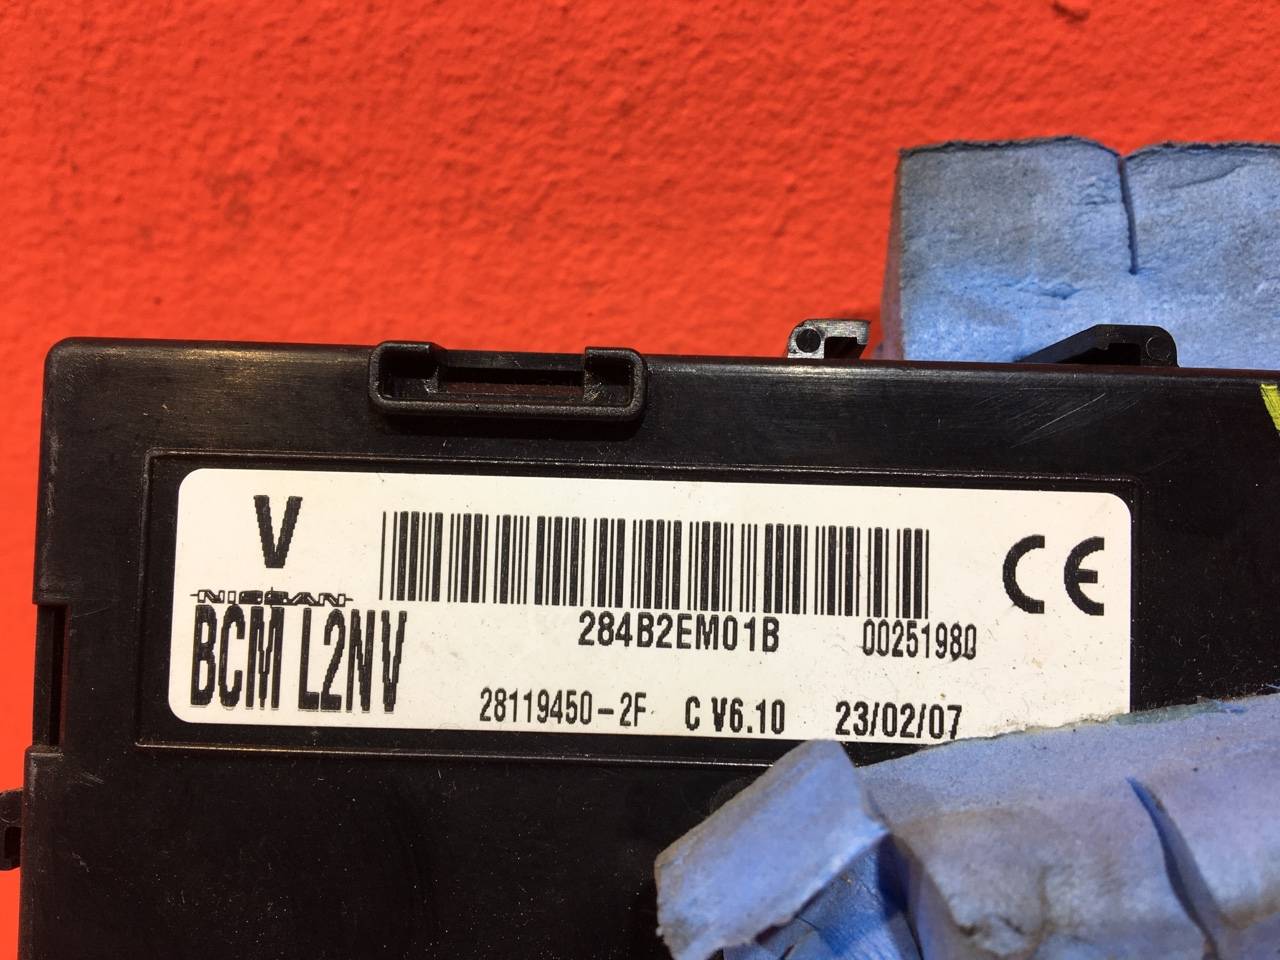 V
NISSAN
BCM L2NV
284B2EM01B 00251980
28119450-2F C V6.10 23/02/07
CE